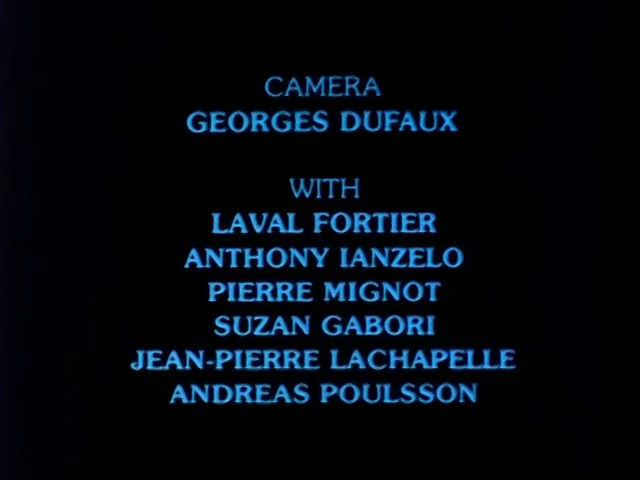 CAMERA
GEORGES DUFAUX
WITH
LAVAL FORTIER
ANTHONY IANZELO
PIERRE MIGNOT
SUZAN GABORI
JEAN-PIERRE LACHAPELLE
ANDREAS POULSSON